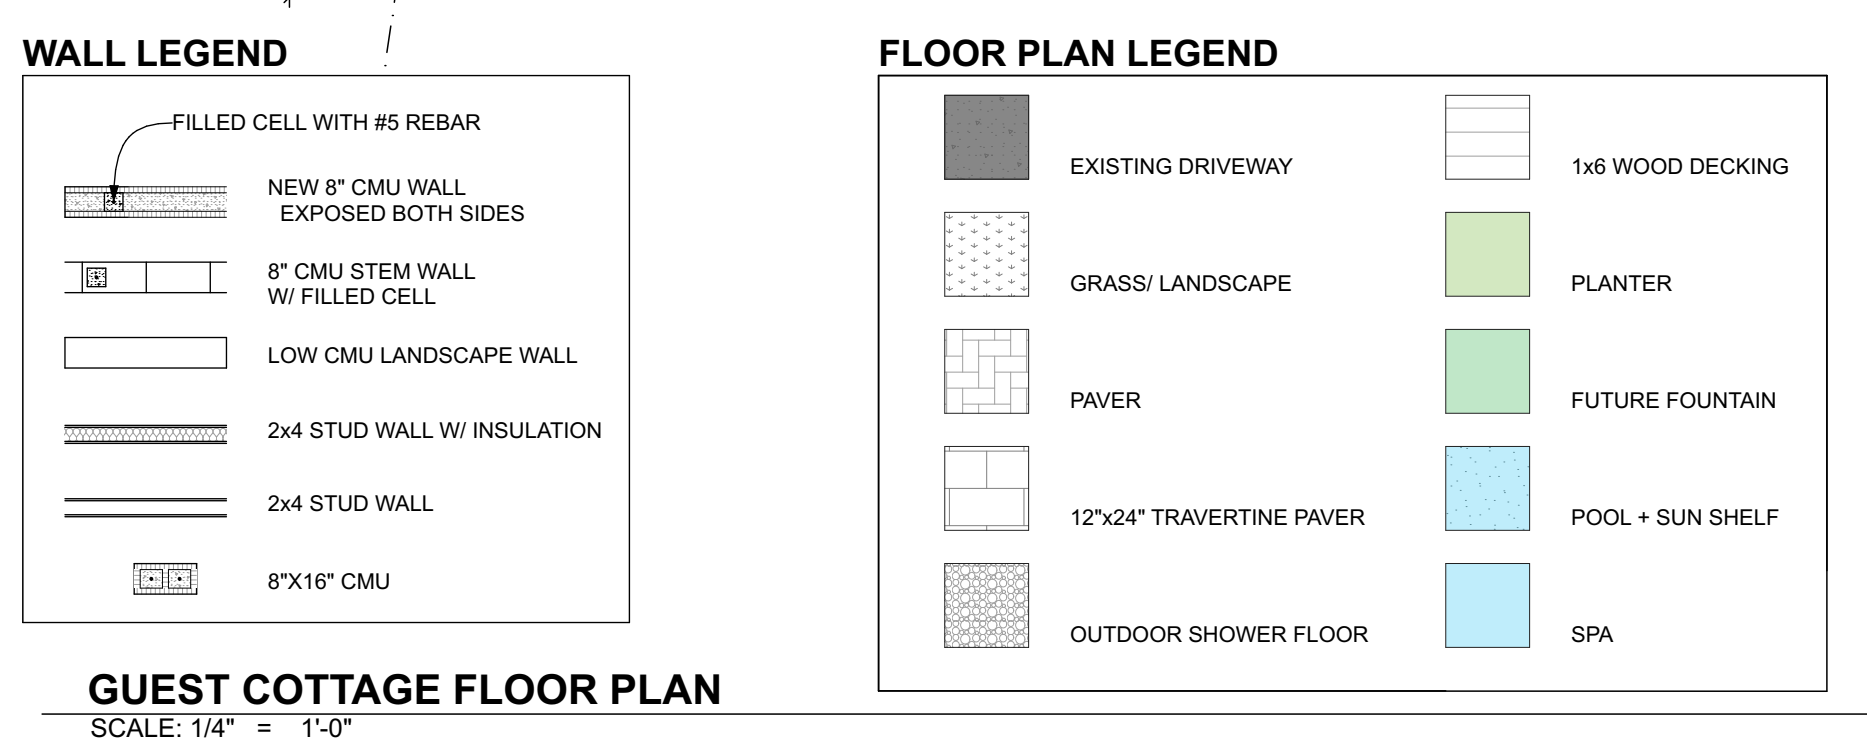 WALL LEGEND
FILLED CELL WITH #5 REBAR
NEW 8" CMU WALL
EXPOSED BOTH SIDES
8" CMU STEM WALL
W/ FILLED CELL
LOW CMU LANDSCAPE WALL
2x4 STUD WALL W/ INSULATION
2x4 STUD WALL
8"X16" CMU
FLOOR PLAN LEGEND
EXISTING DRIVEWAY
GRASS/ LANDSCAPE
PAVER
12"x24" TRAVERTINE PAVER
OUTDOOR SHOWER FLOOR
1x6 WOOD DECKING
PLANTER
FUTURE FOUNTAIN
POOL + SUN SHELF
SPA
GUEST COTTAGE FLOOR PLAN
SCALE: 1/4" = 1'-0"